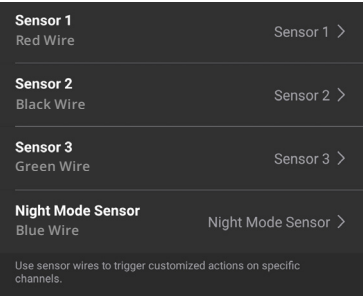 Sensor 1
Red Wire
Sensor 1
Sensor 2
Black Wire
Sensor 2
Sensor 3
Green Wire
Sensor 3
Night Mode Sensor
Blue Wire
Night Mode Sensor
Use sensor wires to trigger customized actions on specific
channels.